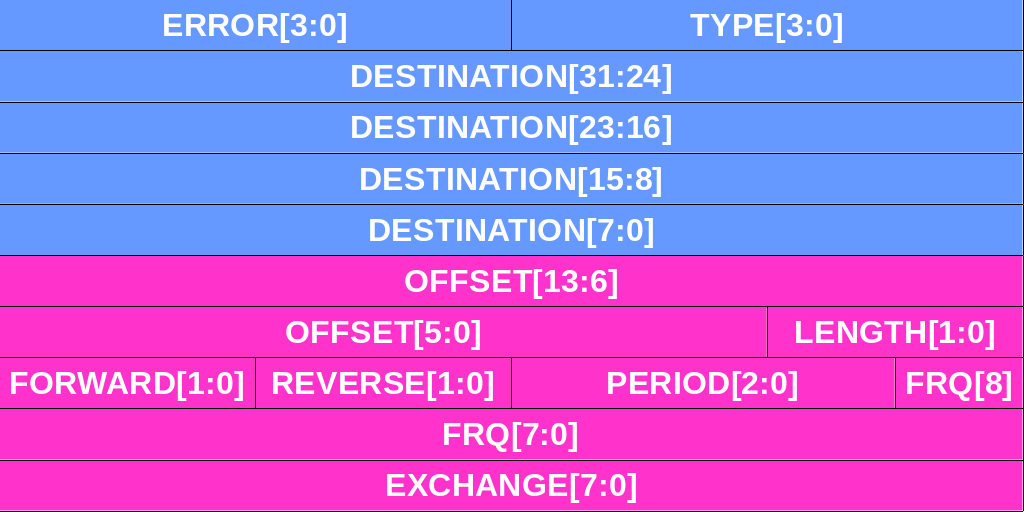 ERROR[3:0] TYPE[3:0]
DESTINATION[31:24]
DESTINATION[23:16]
DESTINATION[15:8]
DESTINATION[7:0]
OFFSET[13:6]
OFFSET[5:0] LENGTH[1:0]
FORWARD[1:0] REVERSE[1:0] PERIOD[2:0] FRQ[8]
FRQ[7:0]
EXCHANGE[7:0]